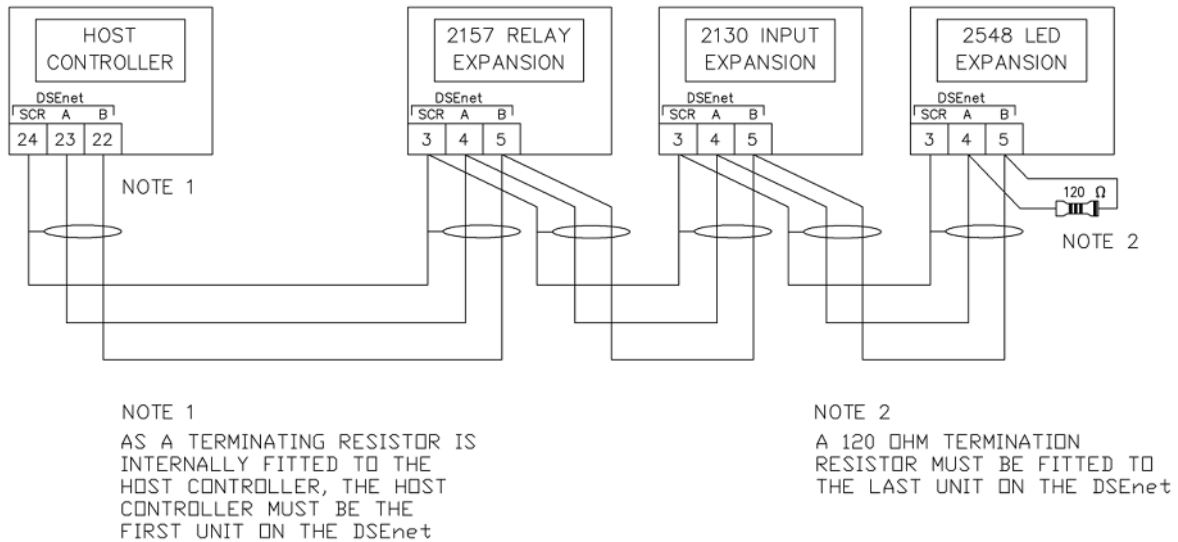 HOST
CONTROLLER
DSEnet
SCR A B
24 23 22
NOTE 1
2157 RELAY
EXPANSION
DSEnet
SCR A B
3 4 5
2130 INPUT
EXPANSION
DSEnet
SCR A B
3 4 5
2548 LED
EXPANSION
DSEnet
SCR A B
3 4 5
120 Ω
NOTE 2
NOTE 1
AS A TERMINATING RESISTOR IS
INTERNALLY FITTED TO THE
HOST CONTROLLER, THE HOST
CONTROLLER MUST BE THE
FIRST UNIT ON THE DSEnet
NOTE 2
A 120 OHM TERMINATION
RESISTOR MUST BE FITTED TO
THE LAST UNIT ON THE DSEnet